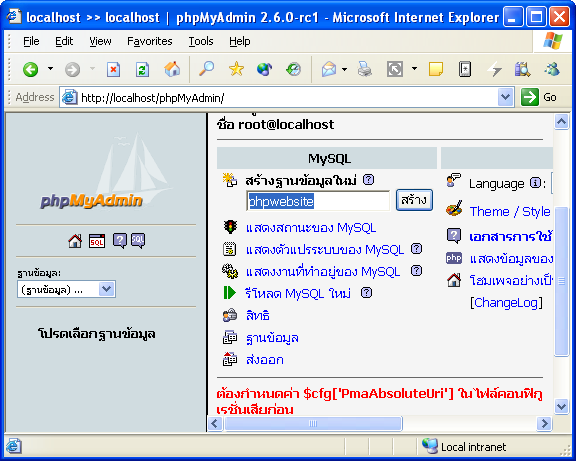 localhost >> localhost | phpMyAdmin 2.6.0-rc1 - Microsoft Internet Explorer
File Edit View Favorites Tools Help
Address http://localhost/phpMyAdmin/ Go
phpMyAdmin
SQL
SQL
ฐานข้อมูล:
(ฐานข้อมูล) ...
โปรดเลือกฐานข้อมูล
ชื่อ root@localhost
MySQL
สร้างฐานข้อมูลใหม่
phpwebsite สร้าง
แสดงสถานะของ MySQL
แสดงตัวแปรระบบของ MySQL
แสดงงานที่ทำอยู่ของ MySQL
รีโหลด MySQL ใหม่
สิทธิ
ฐานข้อมูล
ส่งออก
Language :
Theme / Style
เอกสารการใช้
php แสดงข้อมูลของ
โฮมเพจอย่างเป็
[ChangeLog]
ต้องกำหนดค่า $cfg['PmaAbsoluteUri'] ในไฟล์คอนฟิกู
เรชั่นเสียก่อน
Local intranet